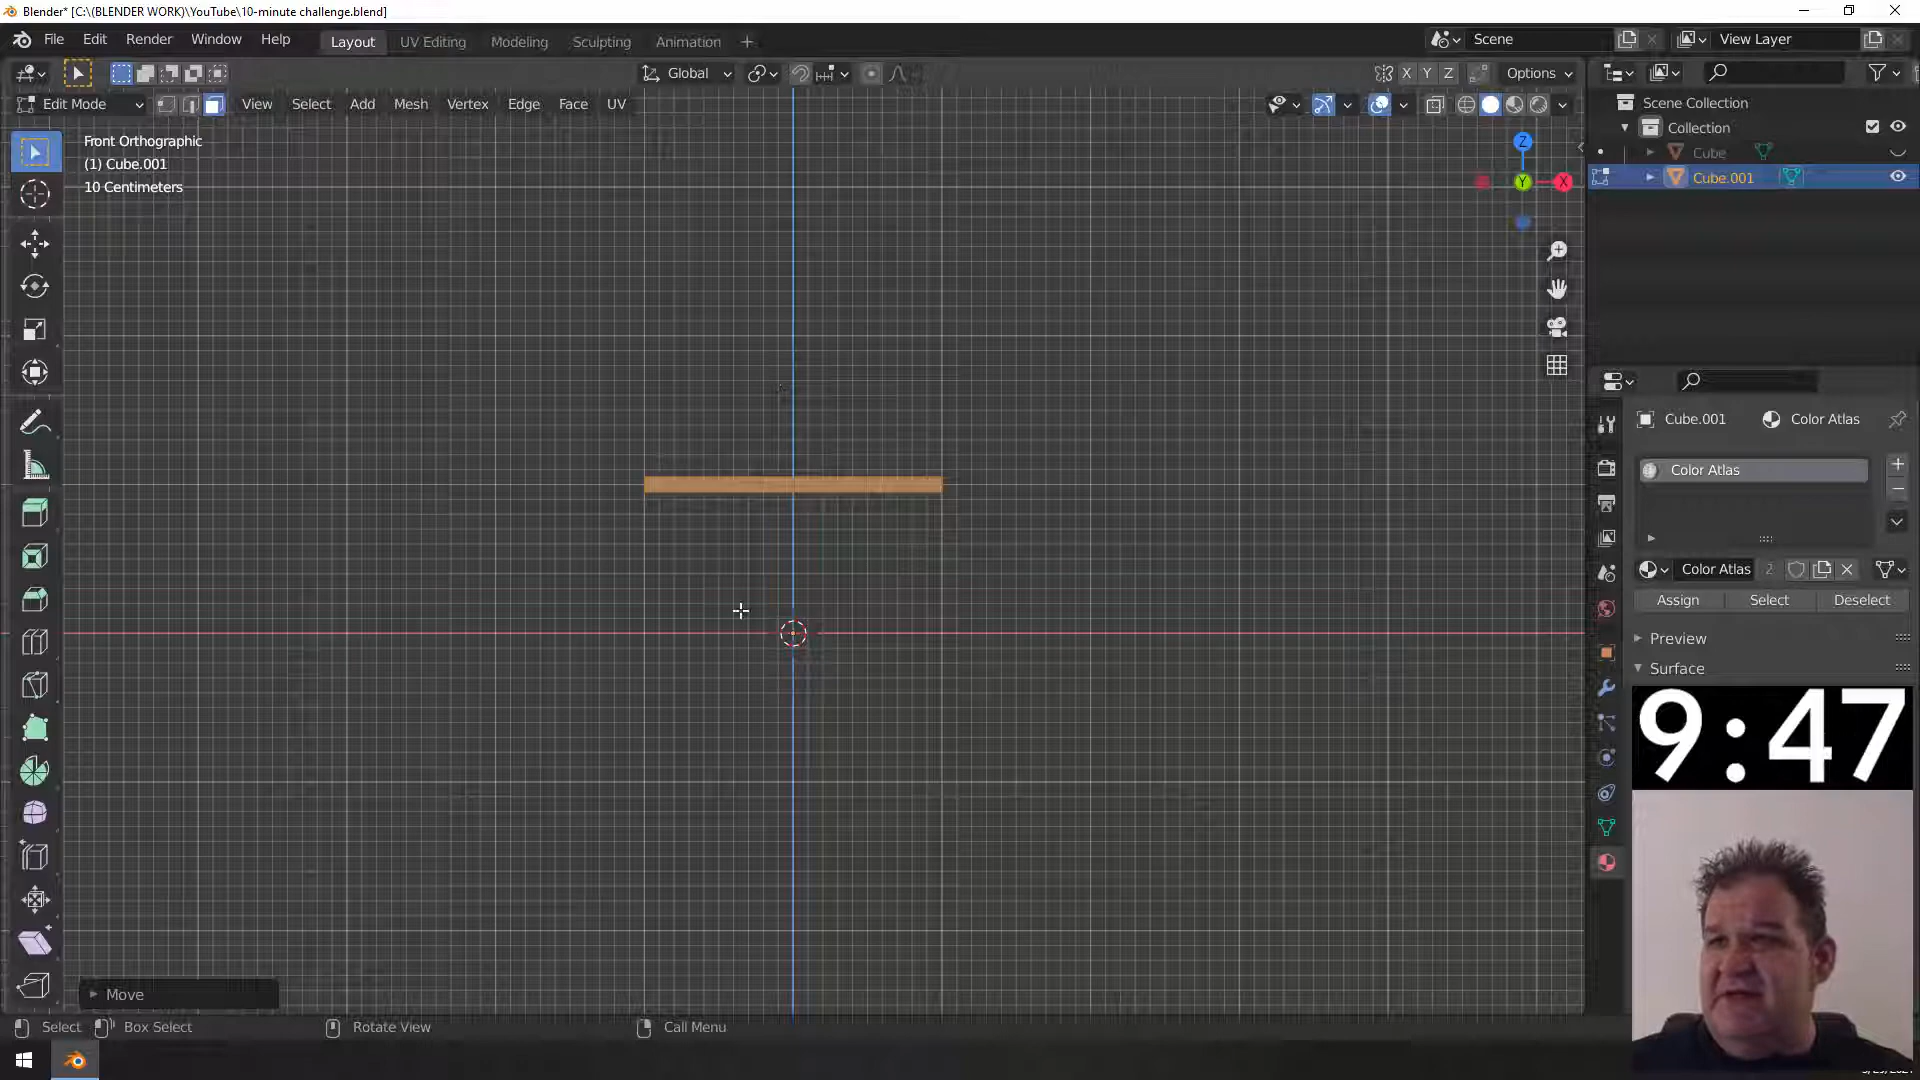 Blender* [C:\(BLENDER WORK)\YouTube\10-minute challenge.blend]
File Edit Render Window Help Layout UV Editing Modeling Sculpting Animation + Scene View Layer
Global X Y Z Options
Edit Mode View Select Add Mesh Vertex Edge Face UV
Scene Collection
Collection
Cube
Cube.001
Front Orthographic
(1) Cube.001
10 Centimeters
Z
Y
X
Cube.001 Color Atlas
Color Atlas
Color Atlas 2
Assign Select Deselect
Preview
Surface
9:47
Move
Select Box Select Rotate View Call Menu